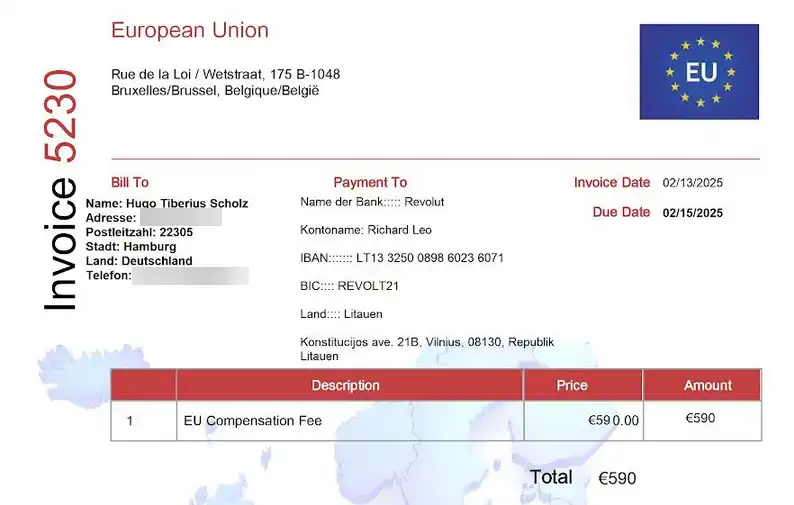 European Union
Rue de la Loi / Wetstraat, 175 B-1048
Bruxelles/Brussel, Belgique/België
EU
Invoice 5230
Bill To
Name: Hugo Tiberius Scholz
Adresse:
Postleitzahl: 22305
Stadt: Hamburg
Land: Deutschland
Telefon:
Payment To
Name der Bank::::: Revolut
Kontoname: Richard Leo
IBAN::::::: LT13 3250 0898 6023 6071
BIC:::: REVOLT21
Land:::: Litauen
Konstitucijos ave. 21B, Vilnius, 08130, Republik
Litauen
Invoice Date 02/13/2025
Due Date 02/15/2025
Description Price Amount
1 EU Compensation Fee €590.00 €590
Total €590